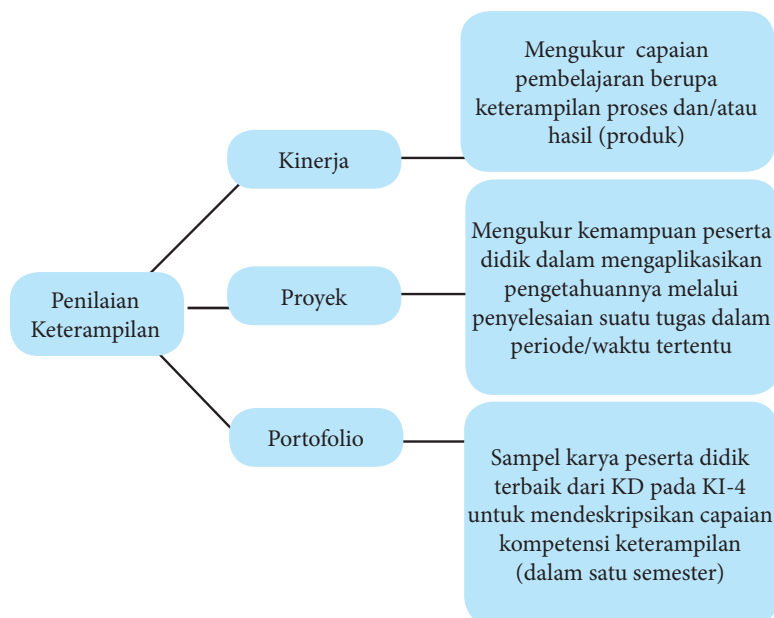 Penilaian
Keterampilan
Kinerja
Mengukur capaian
pembelajaran berupa
keterampilan proses dan/atau
hasil (produk)
Proyek
Mengukur kemampuan peserta
didik dalam mengaplikasikan
pengetahuannya melalui
penyelesaian suatu tugas dalam
periode/waktu tertentu
Portofolio
Sampel karya peserta didik
terbaik dari KD pada KI-4
untuk mendeskripsikan capaian
kompetensi keterampilan
(dalam satu semester)